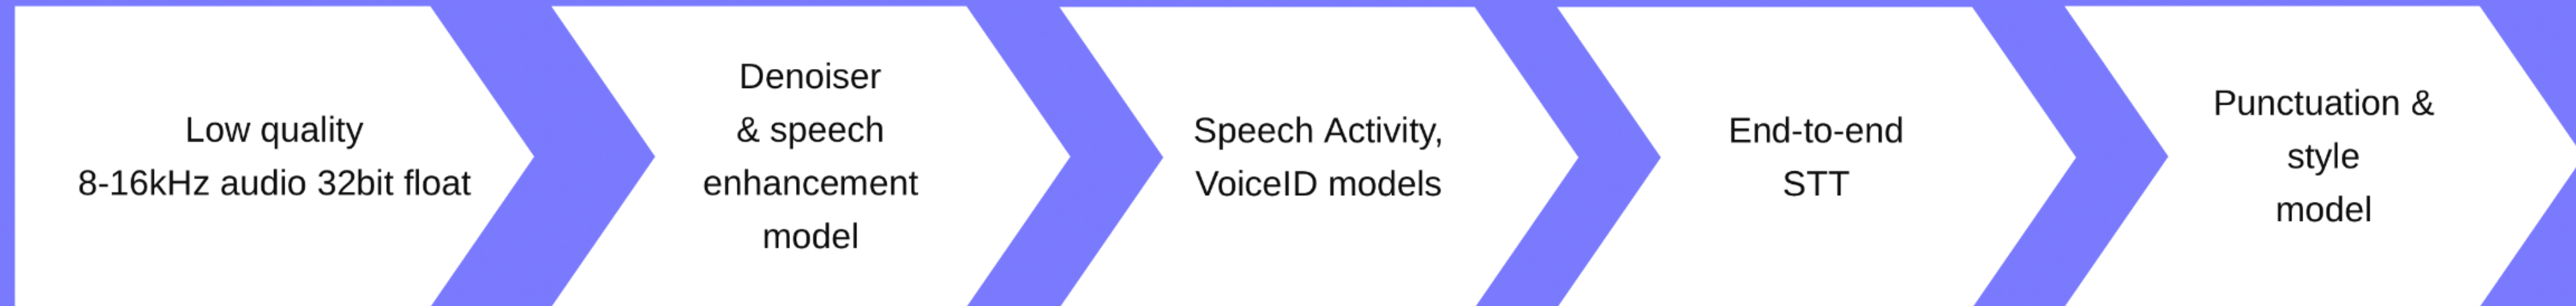 Low quality
8-16kHz audio 32bit float
Denoiser
& speech
enhancement
model
Speech Activity,
VoiceID models
End-to-end
STT
Punctuation &
style
model